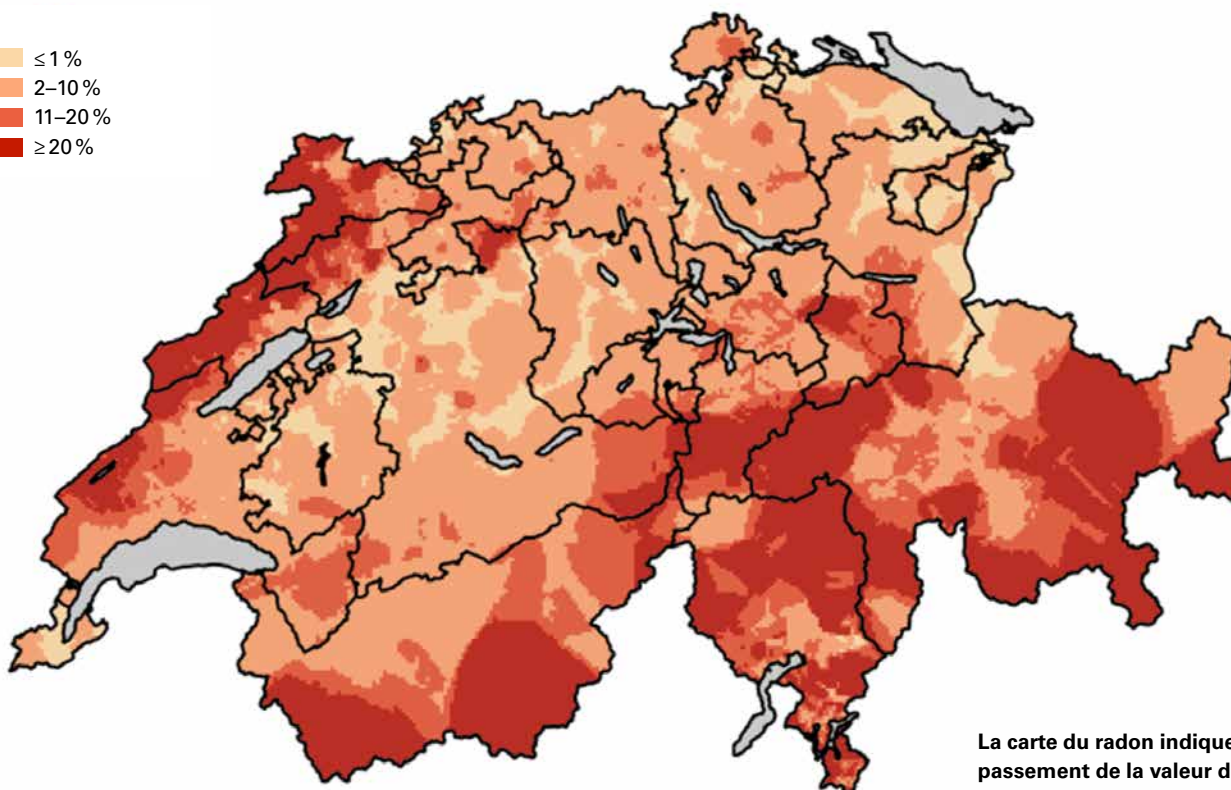 ≤ 1 %
2–10 %
11–20 %
≥ 20 %
La carte du radon indique
passement de la valeur d